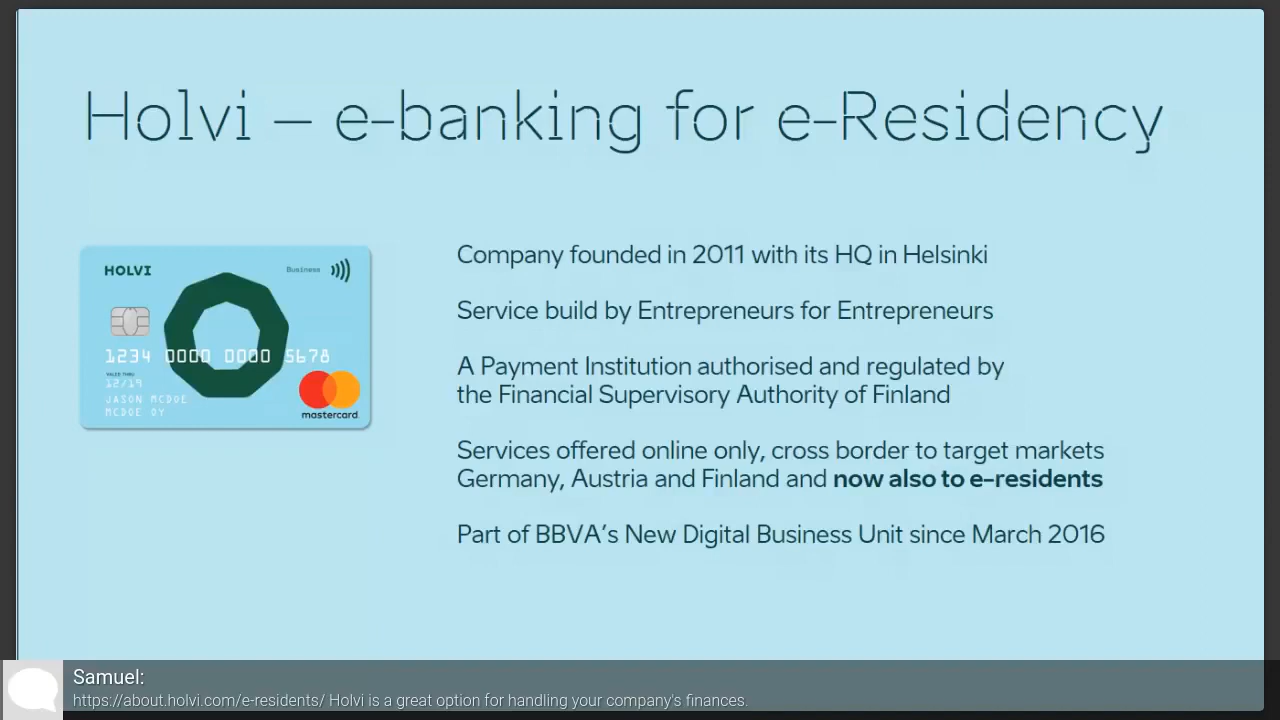 Holvi – e-banking for e-Residency
HOLVI
Business
1234 0000 0000 5678
VALID THRU
12/19
JASON MCDOE
MCDOE OY
mastercard.
Company founded in 2011 with its HQ in Helsinki
Service build by Entrepreneurs for Entrepreneurs
A Payment Institution authorised and regulated by
the Financial Supervisory Authority of Finland
Services offered online only, cross border to target markets
Germany, Austria and Finland and now also to e-residents
Part of BBVA's New Digital Business Unit since March 2016
Samuel:
https://about.holvi.com/e-residents/ Holvi is a great option for handling your company's finances.